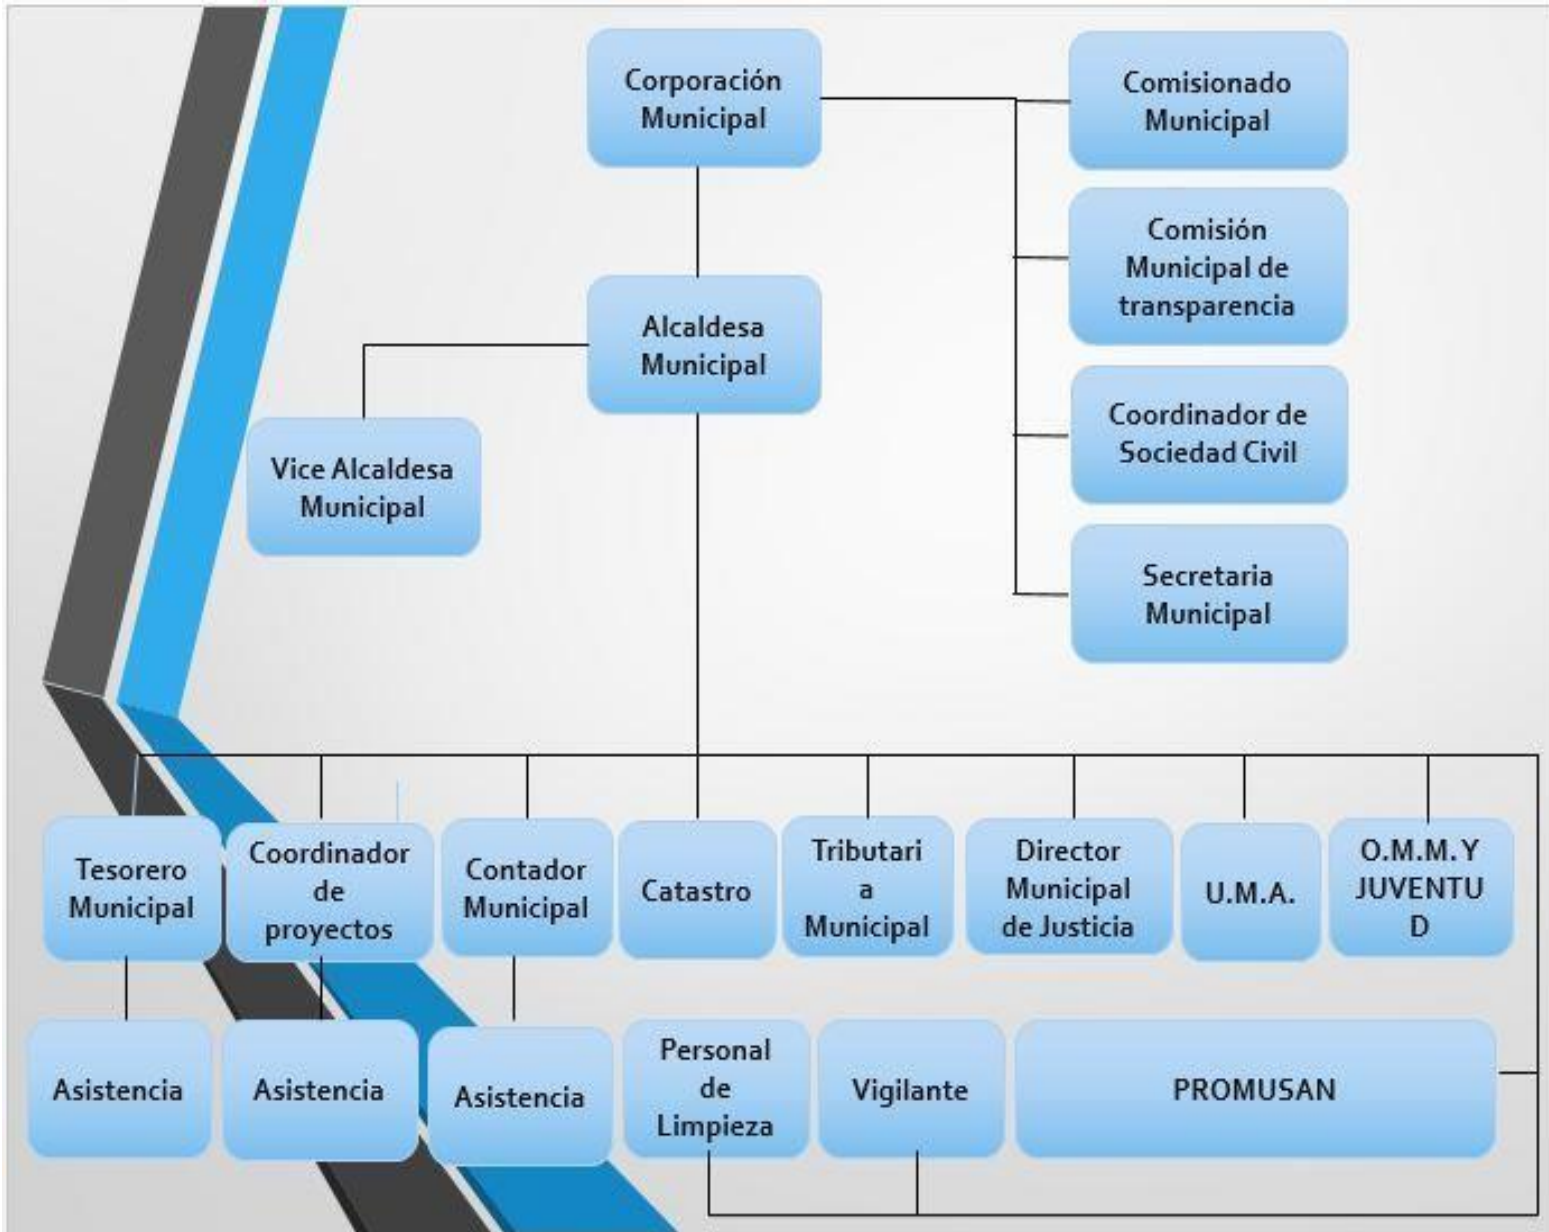 Corporación
Municipal
Comisionado
Municipal
Comisión
Municipal de
transparencia
Alcaldesa
Municipal
Coordinador de
Sociedad Civil
Vice Alcaldesa
Municipal
Secretaria
Municipal
Tesorero
Municipal
Coordinador
de
proyectos
Contador
Municipal
Catastro
Tributari
a
Municipal
Director
Municipal
de Justicia
U.M.A.
O.M.M. Y
JUVENTU
D
Asistencia
Asistencia
Asistencia
Personal
de
Limpieza
Vigilante
PROMUSAN